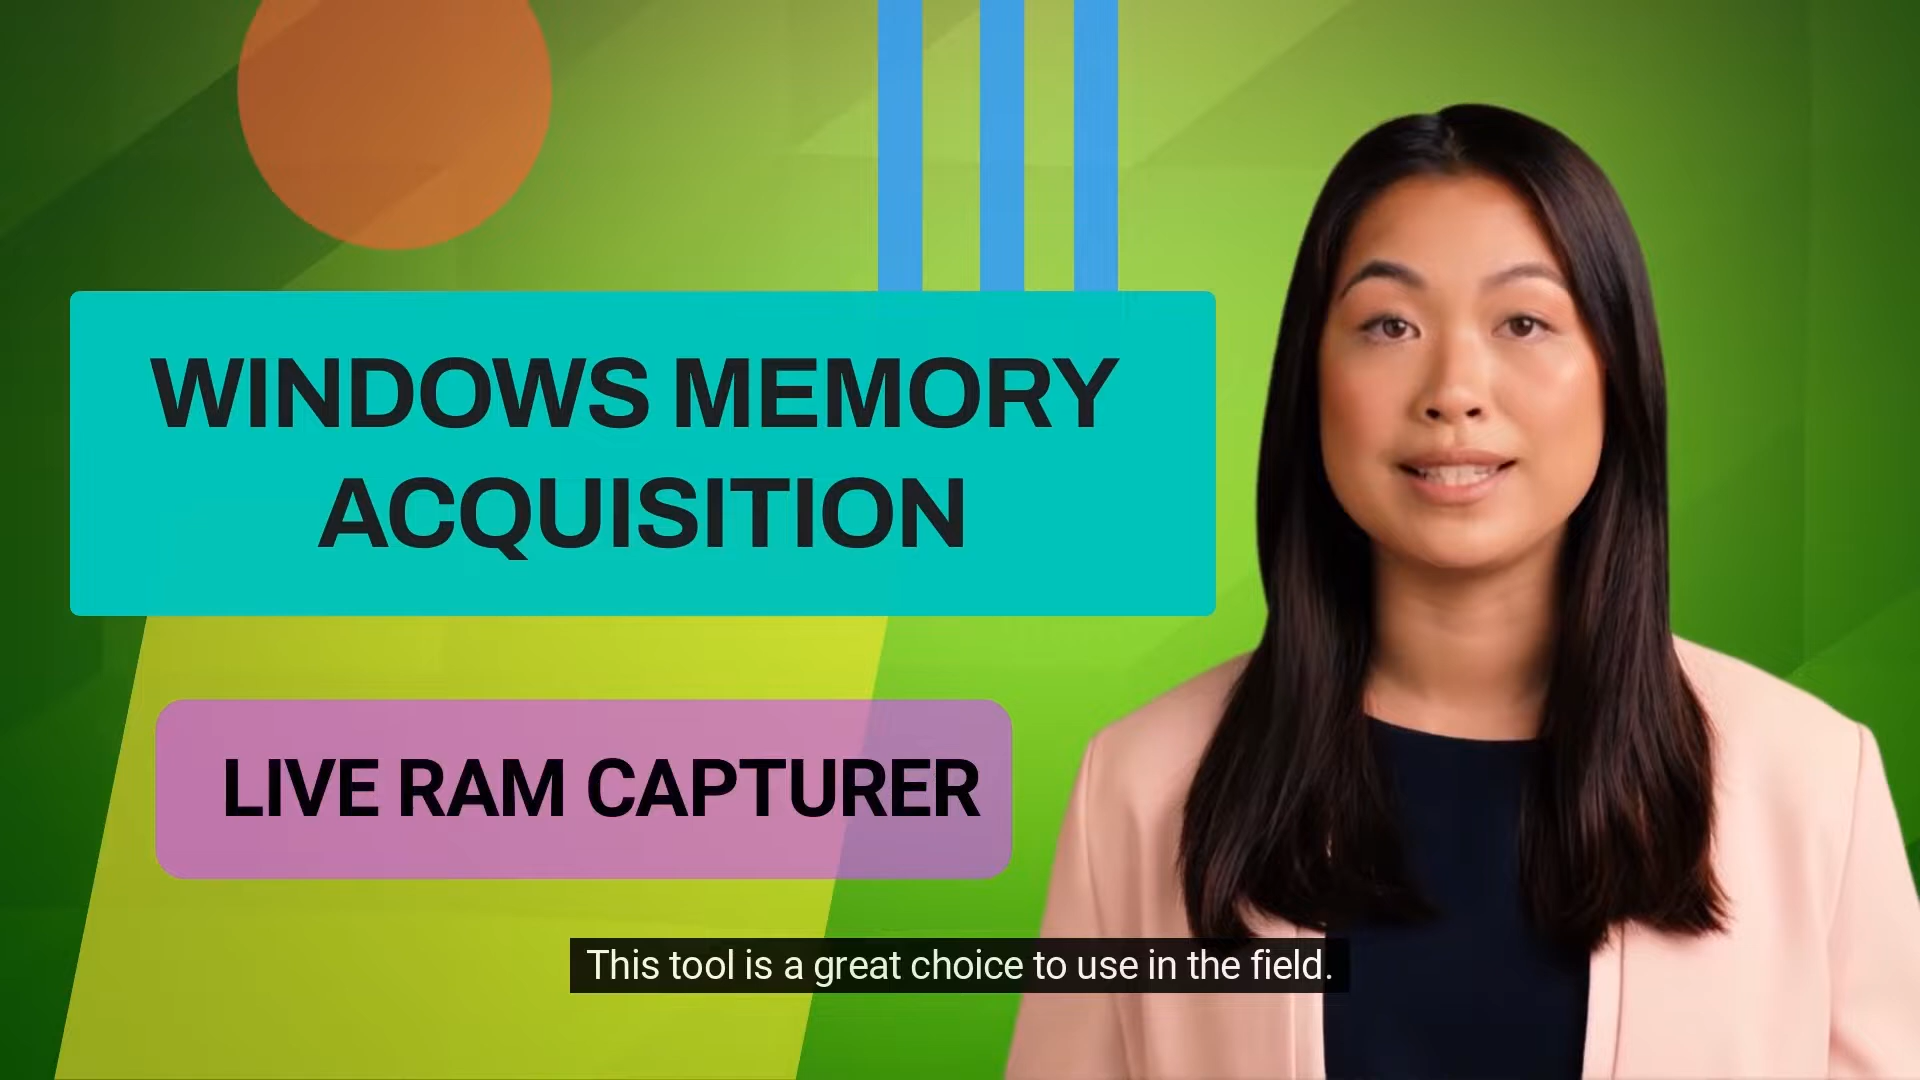 WINDOWS MEMORY
ACQUISITION
LIVE RAM CAPTURER
This tool is a great choice to use in the field.